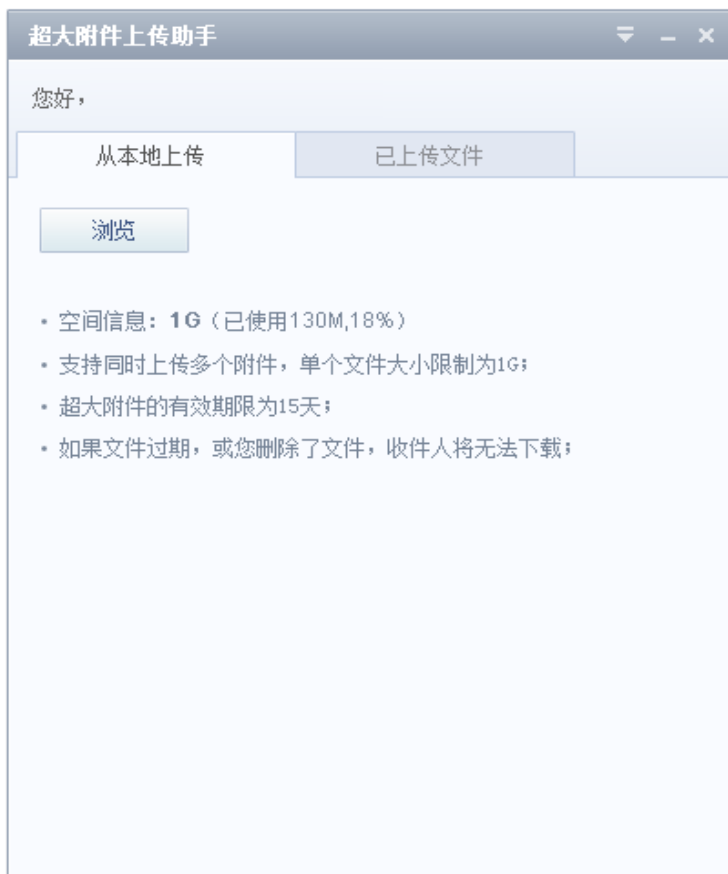 超大附件上传助手
您好，
从本地上传 已上传文件
浏览
• 空间信息：1G（已使用130M,18%）
• 支持同时上传多个附件，单个文件大小限制为1G；
• 超大附件的有效期限为15天；
• 如果文件过期，或您删除了文件，收件人将无法下载；